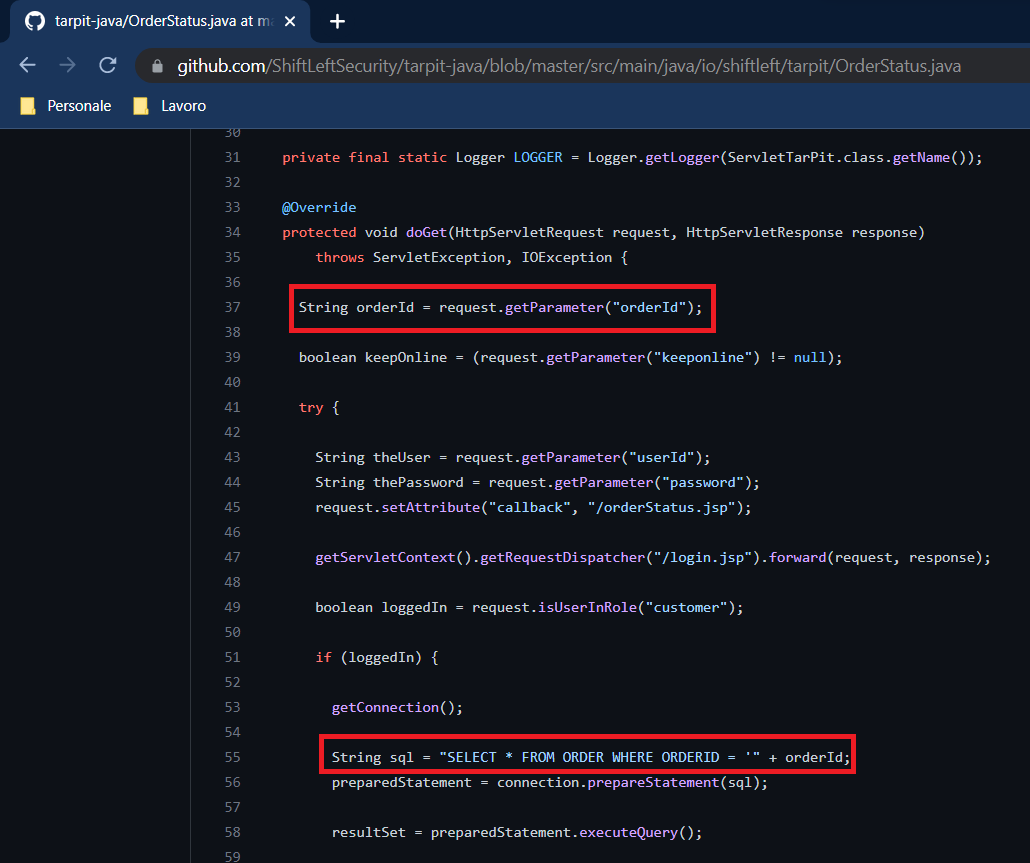 tarpit-java/OrderStatus.java at ma
github.com/ShiftLeftSecurity/tarpit-java/blob/master/src/main/java/io/shiftleft/tarpit/OrderStatus.java
Personale Lavoro
30
31 private final static Logger LOGGER = Logger.getLogger(ServletTarPit.class.getName());
32
33 @Override
34 protected void doGet(HttpServletRequest request, HttpServletResponse response)
35 throws ServletException, IOException {
36
37 String orderId = request.getParameter("orderId");
38
39 boolean keepOnline = (request.getParameter("keeponline") != null);
40
41 try {
42
43 String theUser = request.getParameter("userId");
44 String thePassword = request.getParameter("password");
45 request.setAttribute("callback", "/orderStatus.jsp");
46
47 getServletContext().getRequestDispatcher("/login.jsp").forward(request, response);
48
49 boolean loggedIn = request.isUserInRole("customer");
50
51 if (loggedIn) {
52
53 getConnection();
54
55 String sql = "SELECT * FROM ORDER WHERE ORDERID = '" + orderId;
56 preparedStatement = connection.prepareStatement(sql);
57
58 resultSet = preparedStatement.executeQuery();
59